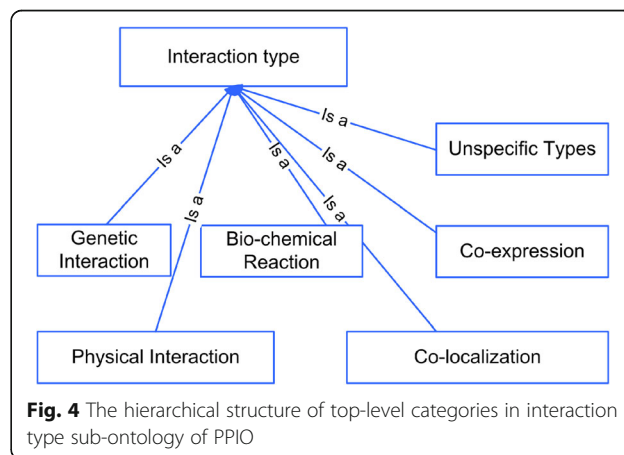 Interaction type
Is a
Is a
Is a
Is a
Is a
Is a
Unspecific Types
Genetic
Interaction
Bio-chemical
Reaction
Co-expression
Physical Interaction
Co-localization
Fig. 4 The hierarchical structure of top-level categories in interaction
type sub-ontology of PPIO